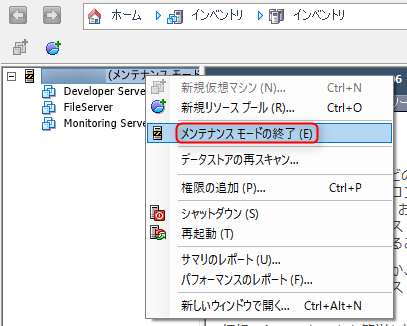 ホーム インベントリ インベントリ
(メンテナンス モード
Developer Serve
FileServer
Monitoring Serve
新規仮想マシン (N)... Ctrl+N
新規リソース プール (R)... Ctrl+O
メンテナンス モードの終了 (E)
データストアの再スキャン...
権限の追加 (P)... Ctrl+P
シャットダウン (S)
再起動 (T)
サマリのレポート (U)...
パフォーマンスのレポート (F)...
新しいウィンドウで開く... Ctrl+Alt+N